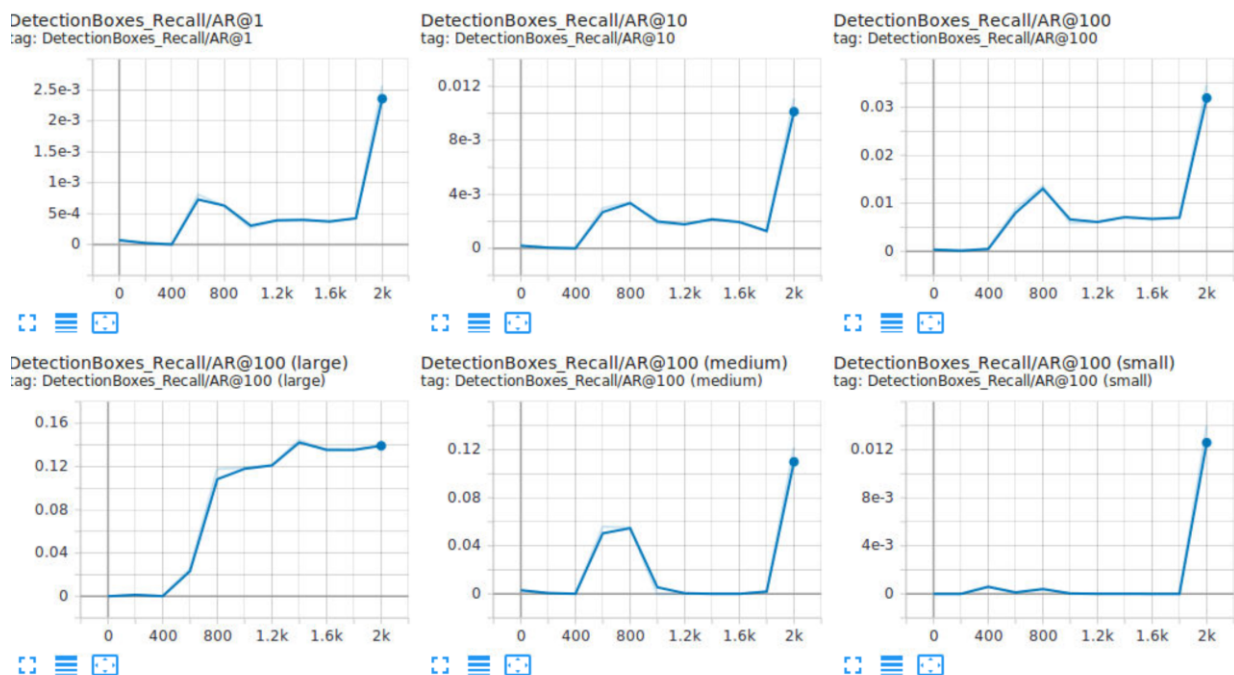 DetectionBoxes_Recall/AR@1
tag: DetectionBoxes_Recall/AR@1
2.5e-3
2e-3
1.5e-3
1e-3
5e-4
0
0 400 800 1.2k 1.6k 2k
DetectionBoxes_Recall/AR@10
tag: DetectionBoxes_Recall/AR@10
0.012
8e-3
4e-3
0
0 400 800 1.2k 1.6k 2k
DetectionBoxes_Recall/AR@100
tag: DetectionBoxes_Recall/AR@100
0.03
0.02
0.01
0
0 400 800 1.2k 1.6k 2k
DetectionBoxes_Recall/AR@100 (large)
tag: DetectionBoxes_Recall/AR@100 (large)
0.16
0.12
0.08
0.04
0
0 400 800 1.2k 1.6k 2k
DetectionBoxes_Recall/AR@100 (medium)
tag: DetectionBoxes_Recall/AR@100 (medium)
0.12
0.08
0.04
0
0 400 800 1.2k 1.6k 2k
DetectionBoxes_Recall/AR@100 (small)
tag: DetectionBoxes_Recall/AR@100 (small)
0.012
8e-3
4e-3
0
0 400 800 1.2k 1.6k 2k